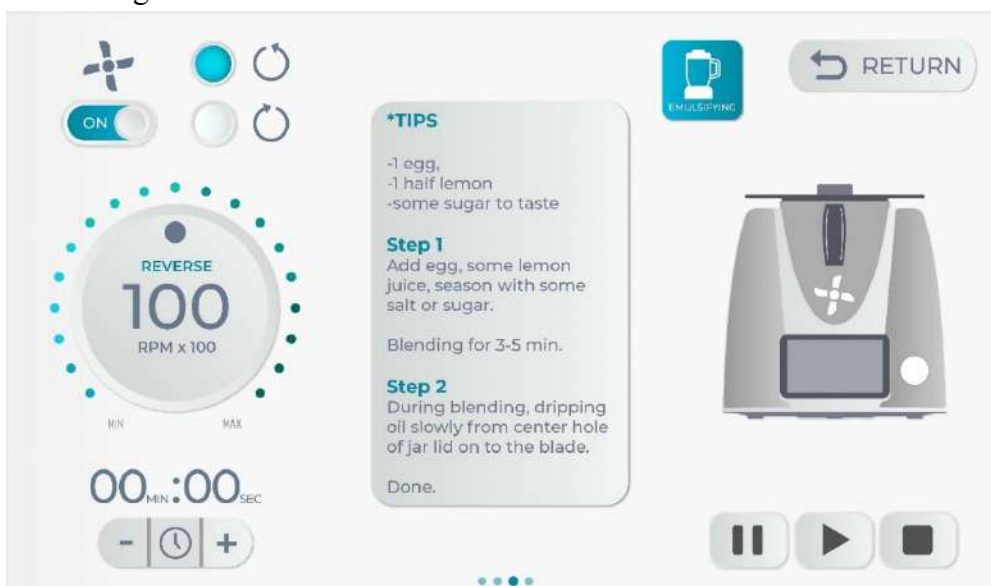 ON
REVERSE
100
RPM x 100
MIN
MAX
00MIN:00SEC
- +
*TIPS
-1 egg,
-1 half lemon
-some sugar to taste
Step 1
Add egg, some lemon
juice, season with some
salt or sugar.
Blending for 3-5 min.
Step 2
During blending, dripping
oil slowly from center hole
of jar lid on to the blade.
Done.
EMULSIFYING
RETURN